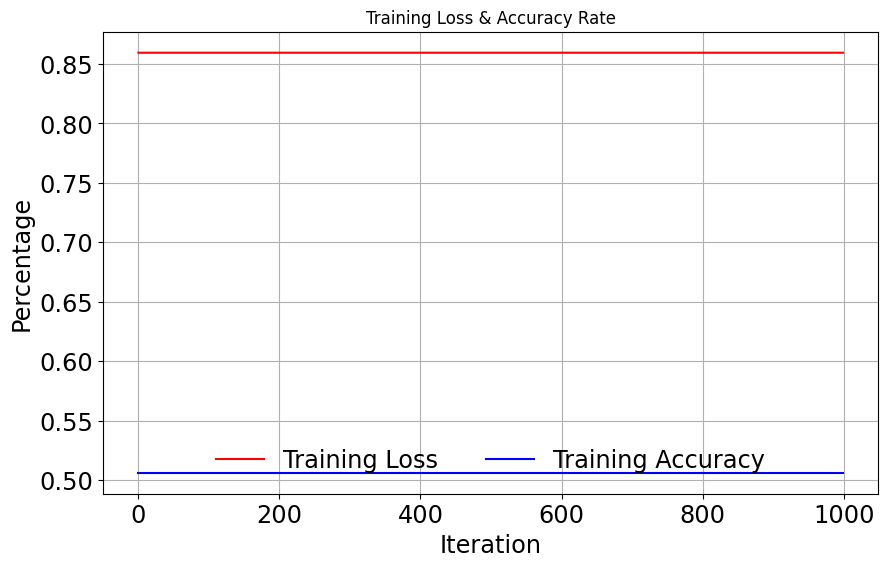 Training Loss & Accuracy Rate
Percentage
0.85
0.80
0.75
0.70
0.65
0.60
0.55
0.50
Training Loss
Training Accuracy
0 200 400 600 800 1000
Iteration